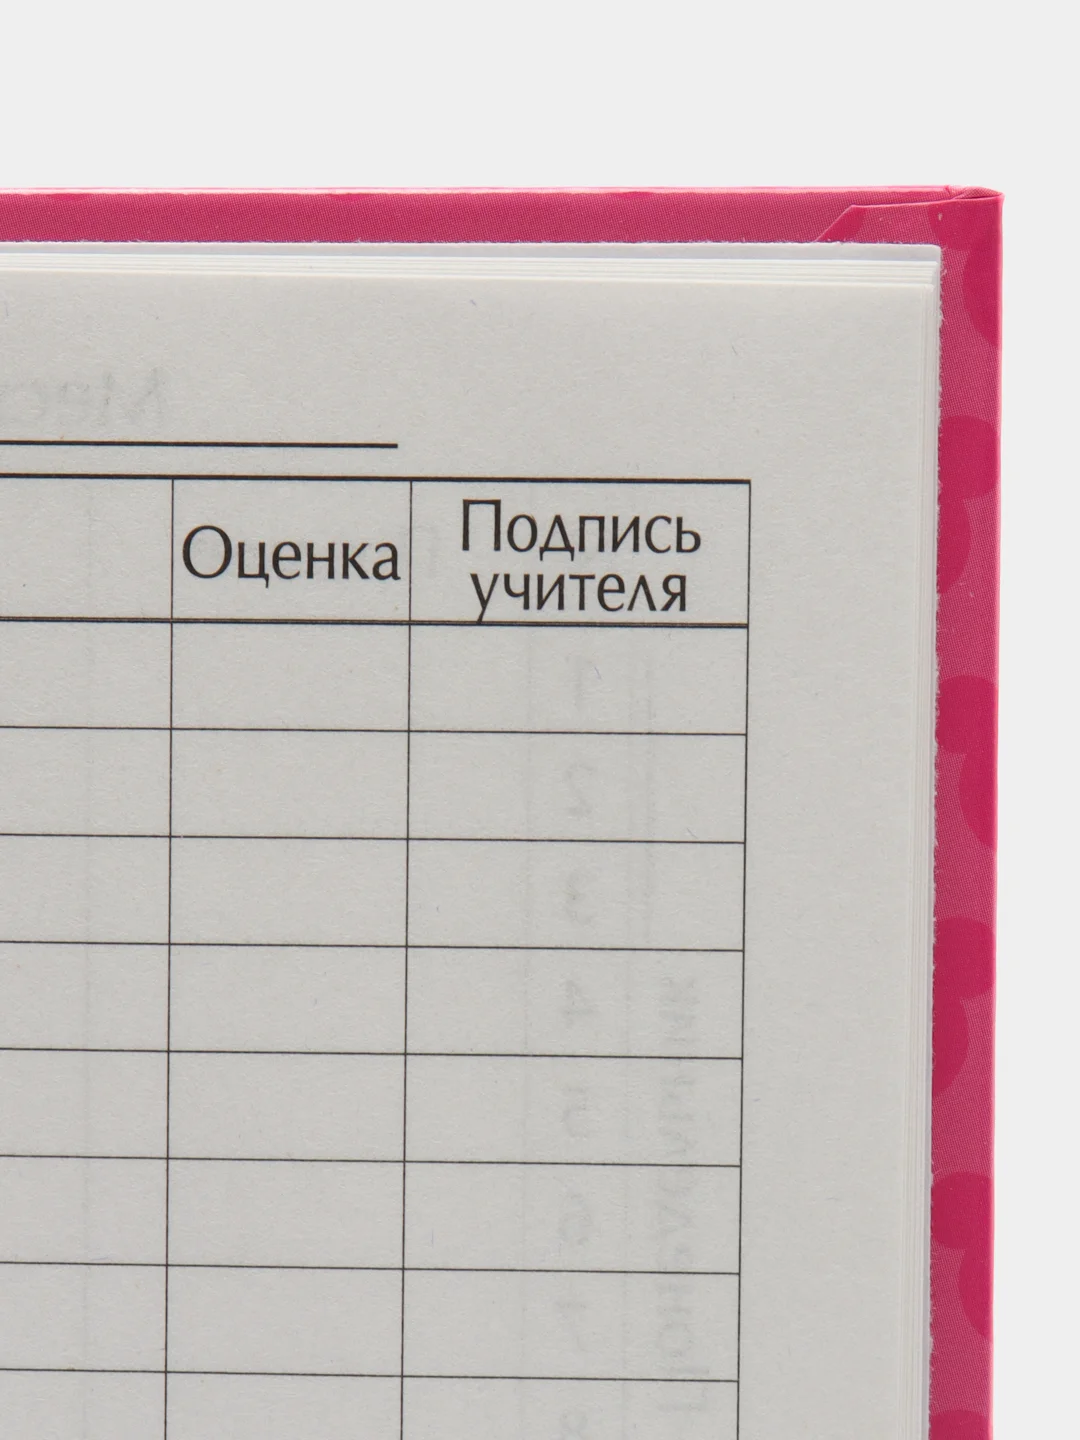 Оценка
Подпись
учителя